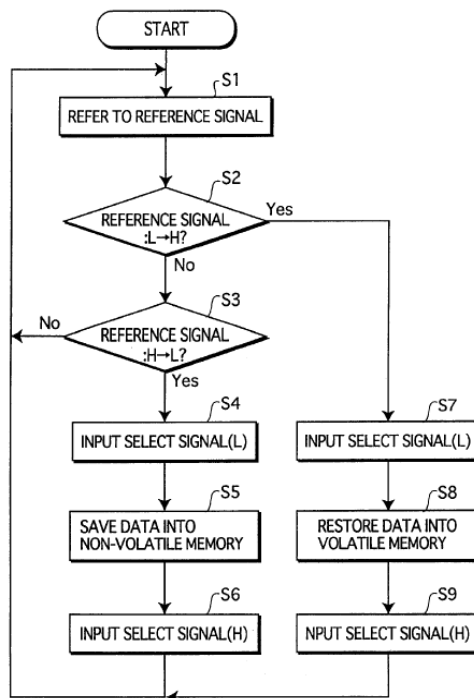 START
S1
REFER TO REFERENCE SIGNAL
S2
REFERENCE SIGNAL
:L→H?
Yes
No
S3
REFERENCE SIGNAL
:H→L?
No
Yes
S4
INPUT SELECT SIGNAL(L)
S5
SAVE DATA INTO
NON-VOLATILE MEMORY
S6
INPUT SELECT SIGNAL(H)
S7
INPUT SELECT SIGNAL(L)
S8
RESTORE DATA INTO
VOLATILE MEMORY
S9
NPUT SELECT SIGNAL(H)